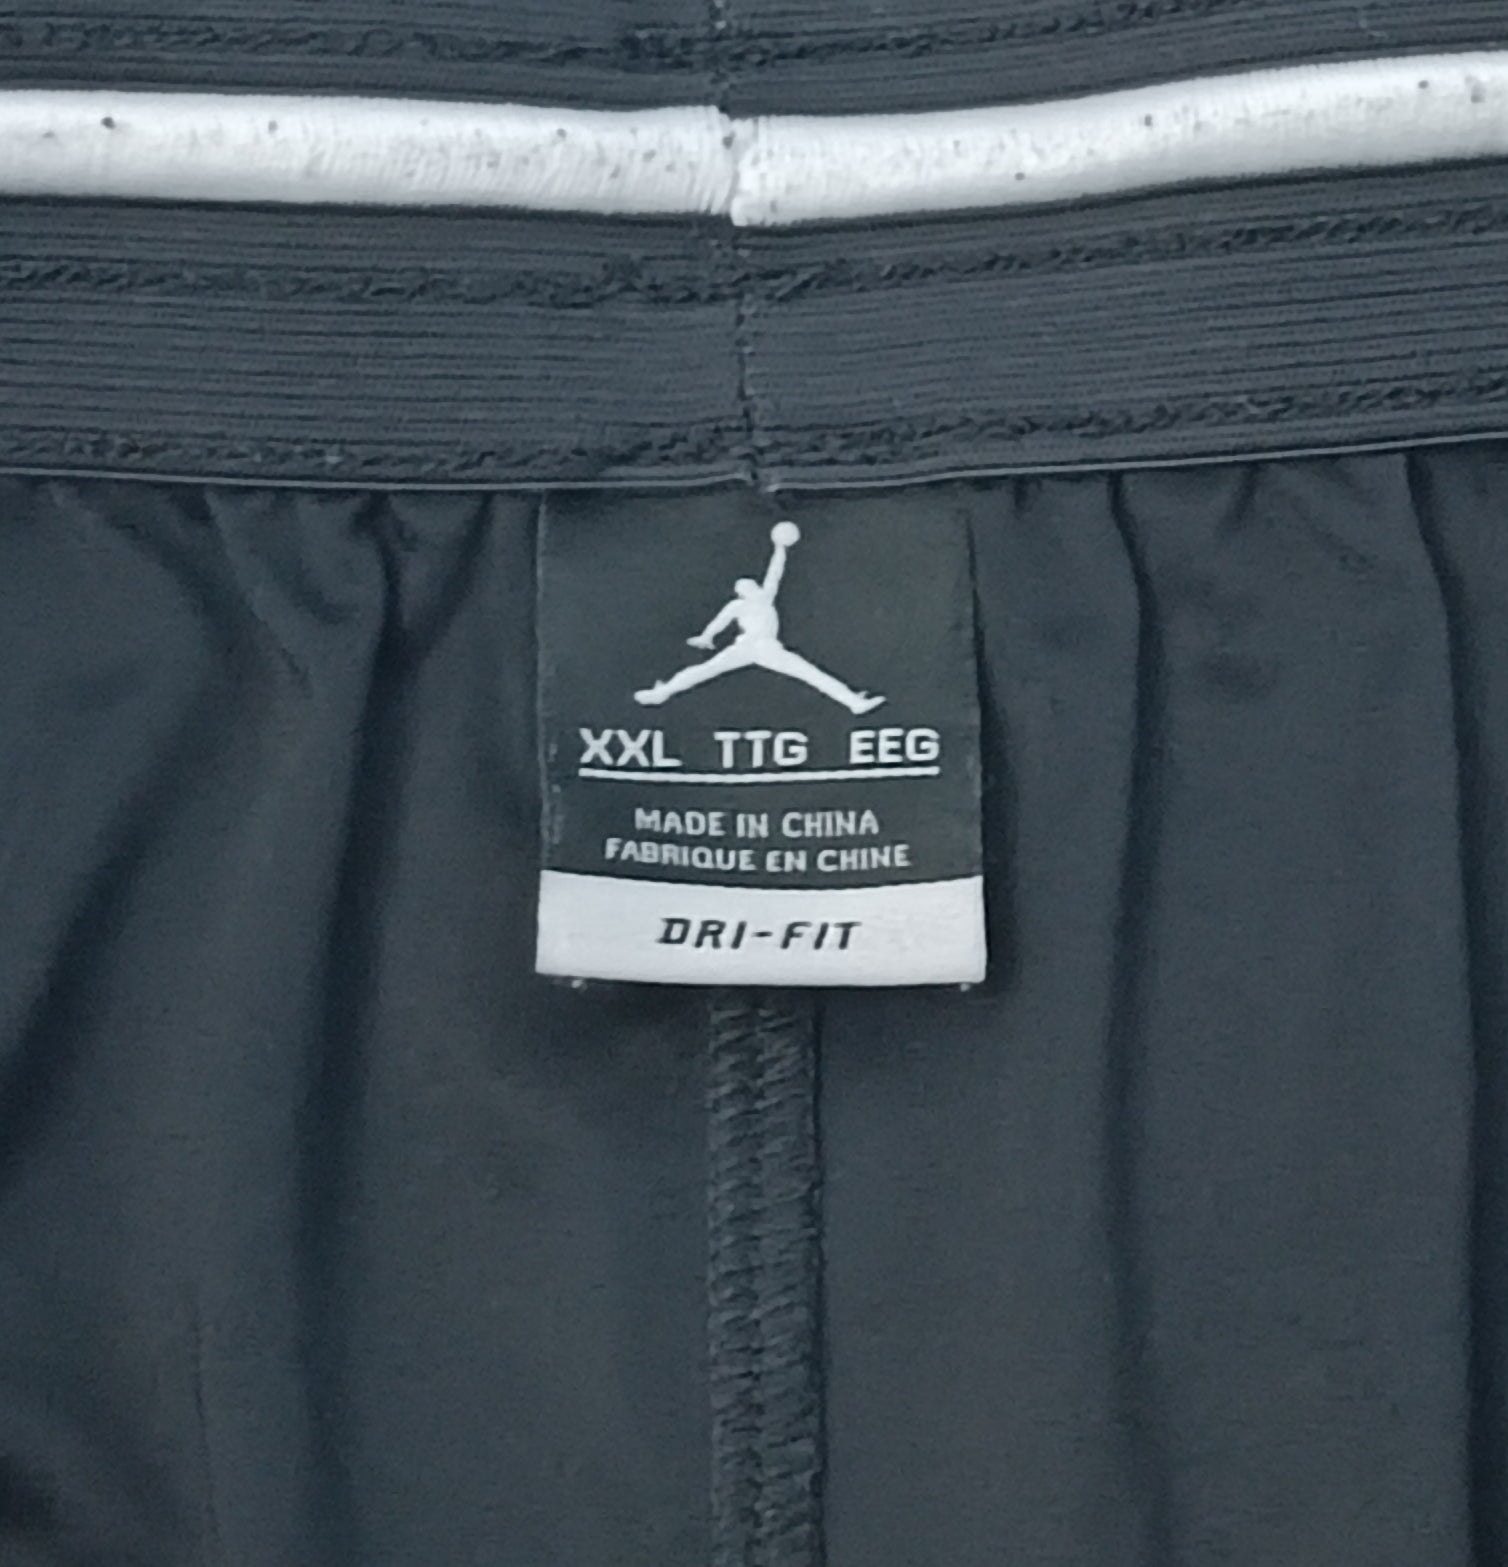 XXL TTG EEG
MADE IN CHINA
FABRIQUE EN CHINE
DRI-FIT